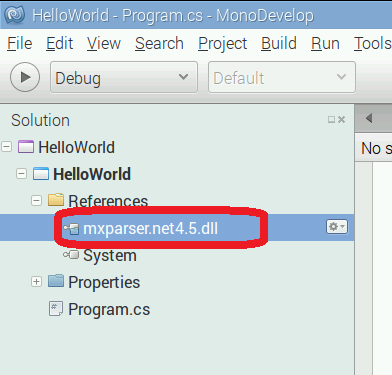 HelloWorld - Program.cs - MonoDevelop
File Edit View Search Project Build Run Tools
Debug Default
Solution
No s
HelloWorld
HelloWorld
References
mxparser.net4.5.dll
System
Properties
Program.cs